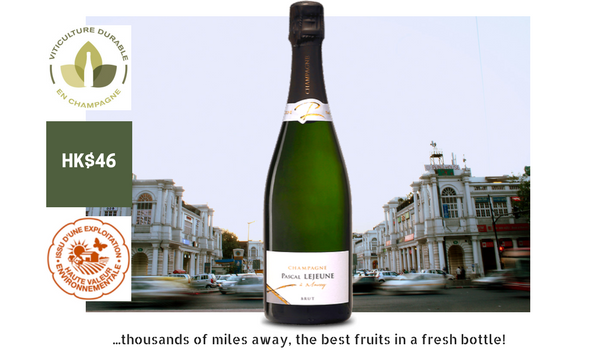 VITICULTURE DURABLE
EN CHAMPAGNE
HK$46
ISSU D'UNE EXPLOITATION
HAUTE VALEUR
ENVIRONNEMENTALE
CHAMPAGNE
CHAMPAGNE
PASCAL LEJEUNE
BRUT
...thousands of miles away, the best fruits in a fresh bottle!